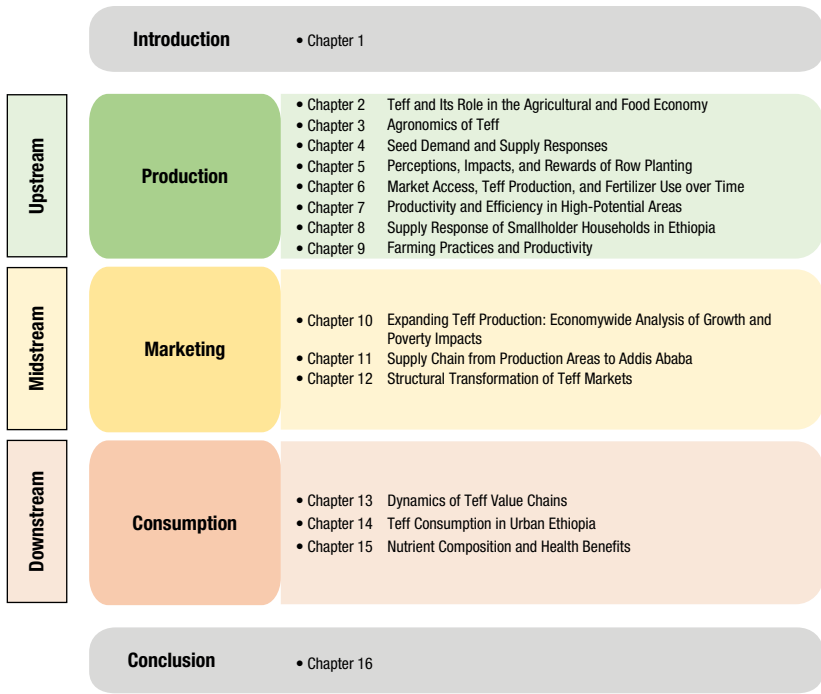 Introduction
• Chapter 1
Upstream
Production
• Chapter 2 Teff and Its Role in the Agricultural and Food Economy
• Chapter 3 Agronomics of Teff
• Chapter 4 Seed Demand and Supply Responses
• Chapter 5 Perceptions, Impacts, and Rewards of Row Planting
• Chapter 6 Market Access, Teff Production, and Fertilizer Use over Time
• Chapter 7 Productivity and Efficiency in High-Potential Areas
• Chapter 8 Supply Response of Smallholder Households in Ethiopia
• Chapter 9 Farming Practices and Productivity
Midstream
Marketing
• Chapter 10 Expanding Teff Production: Economywide Analysis of Growth and
Poverty Impacts
• Chapter 11 Supply Chain from Production Areas to Addis Ababa
• Chapter 12 Structural Transformation of Teff Markets
Downstream
Consumption
• Chapter 13 Dynamics of Teff Value Chains
• Chapter 14 Teff Consumption in Urban Ethiopia
• Chapter 15 Nutrient Composition and Health Benefits
Conclusion
• Chapter 16